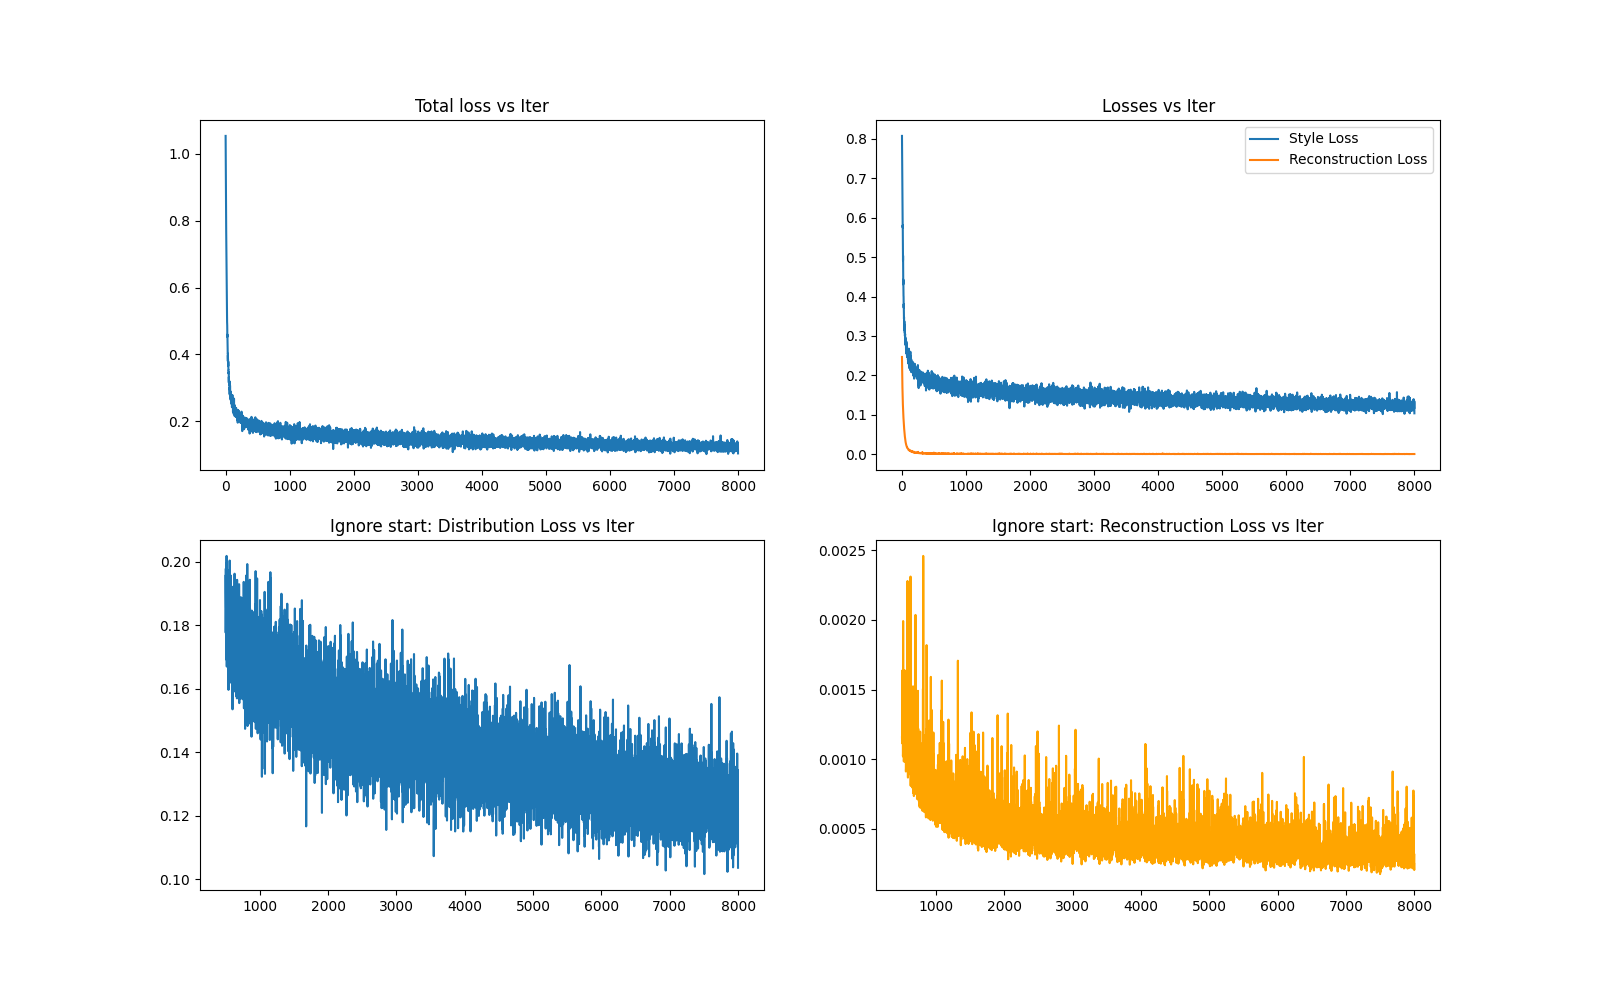 Total loss vs Iter
1.0
0.8
0.6
0.4
0.2
0 1000 2000 3000 4000 5000 6000 7000 8000
Losses vs Iter
Style Loss
Reconstruction Loss
0.8
0.7
0.6
0.5
0.4
0.3
0.2
0.1
0.0
0 1000 2000 3000 4000 5000 6000 7000 8000
Ignore start: Distribution Loss vs Iter
0.20
0.18
0.16
0.14
0.12
0.10
1000 2000 3000 4000 5000 6000 7000 8000
Ignore start: Reconstruction Loss vs Iter
0.0025
0.0020
0.0015
0.0010
0.0005
1000 2000 3000 4000 5000 6000 7000 8000